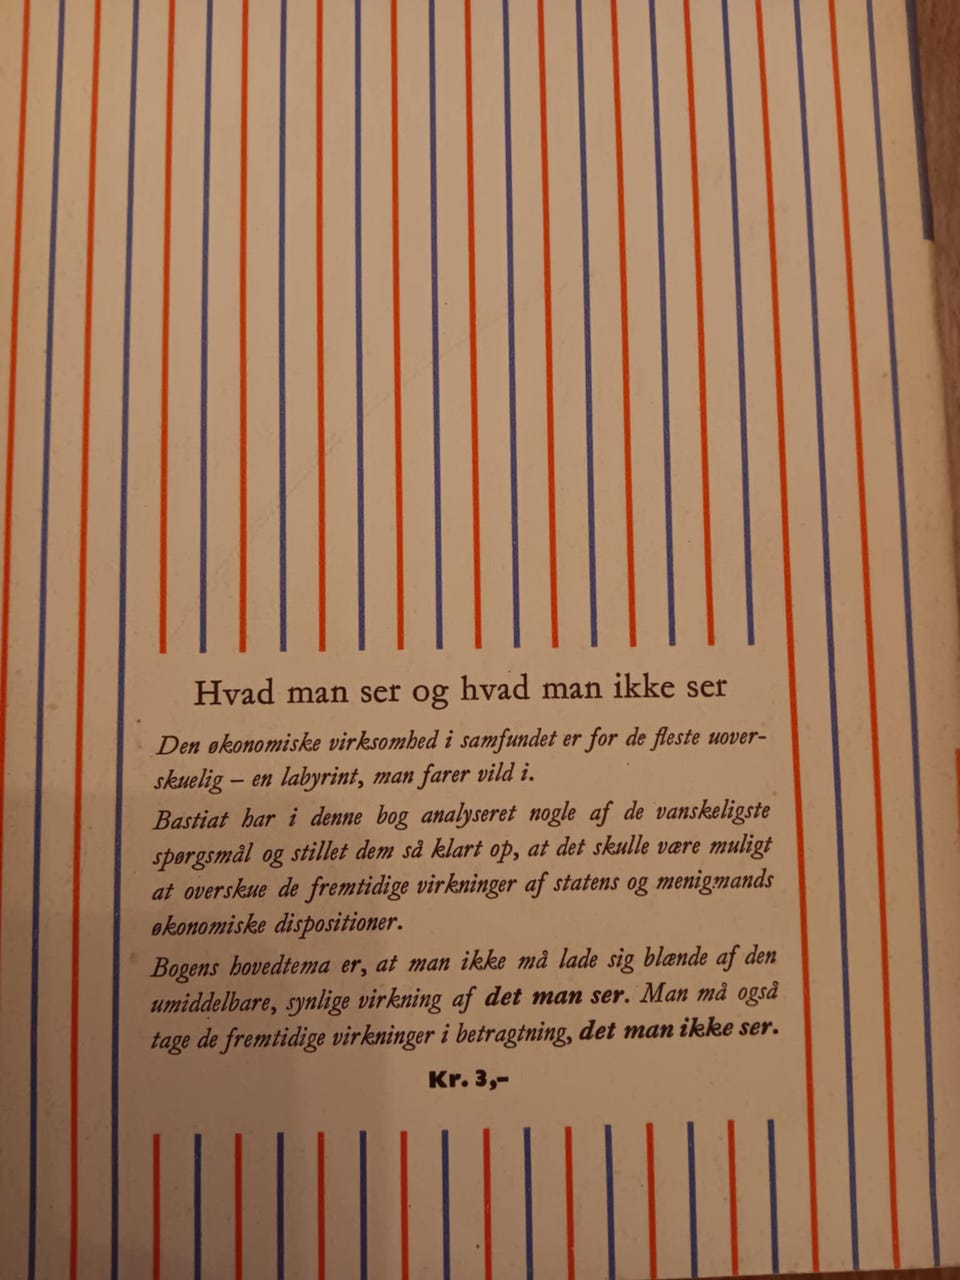 Hvad man ser og hvad man ikke ser
Den økonomiske virksomhed i samfundet er for de fleste uover-
skuelig – en labyrint, man farer vild i.
Bastiat har i denne bog analyseret nogle af de vanskeligste
spørgsmål og stillet dem så klart op, at det skulle være muligt
at overskue de fremtidige virkninger af statens og menigmands
økonomiske dispositioner.
Bogens hovedtema er, at man ikke må lade sig blænde af den
umiddelbare, synlige virkning af det man ser. Man må også
tage de fremtidige virkninger i betragtning, det man ikke ser.
Kr. 3,-